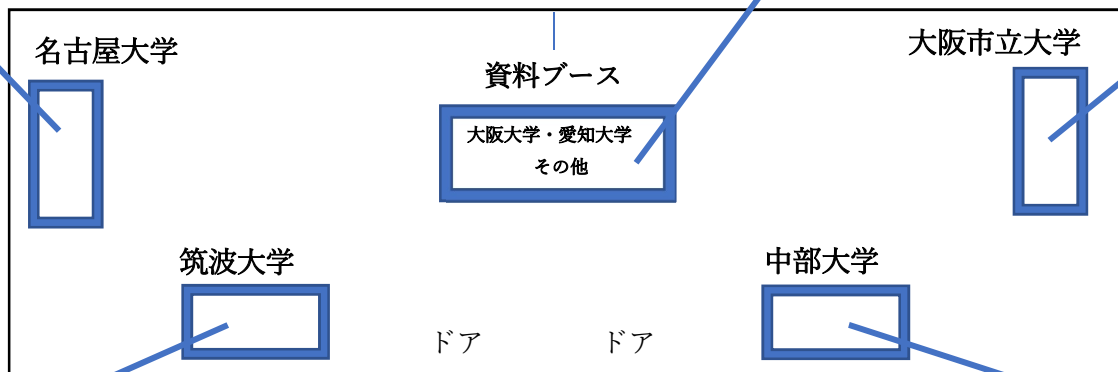 名古屋大学
大阪市立大学
資料ブース
大阪大学・愛知大学
その他
筑波大学
中部大学
ドア
ドア